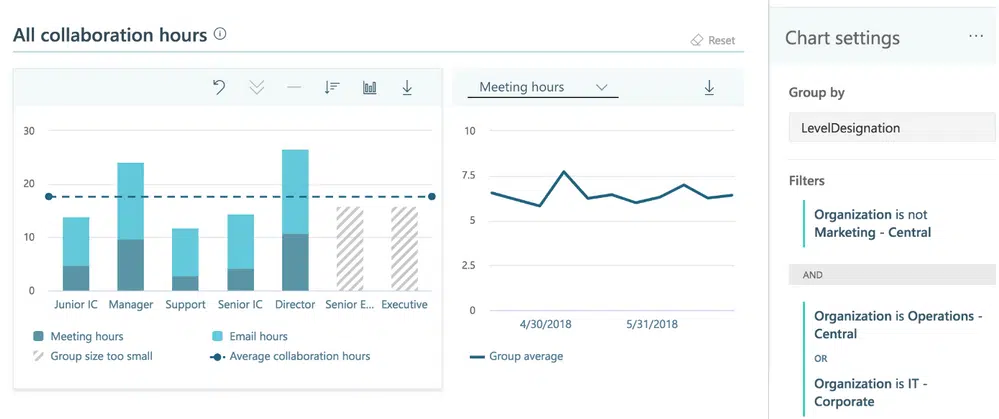 All collaboration hours
Reset
Meeting hours
30
20
10
0
Junior IC Manager Support Senior IC Director Senior E... Executive
Meeting hours Email hours
Group size too small Average collaboration hours
10
7.5
5
2.5
0
4/30/2018 5/31/2018
Group average
Chart settings ...
Group by
LevelDesignation
Filters
Organization is not
Marketing - Central
AND
Organization is Operations -
Central
OR
Organization is IT -
Corporate